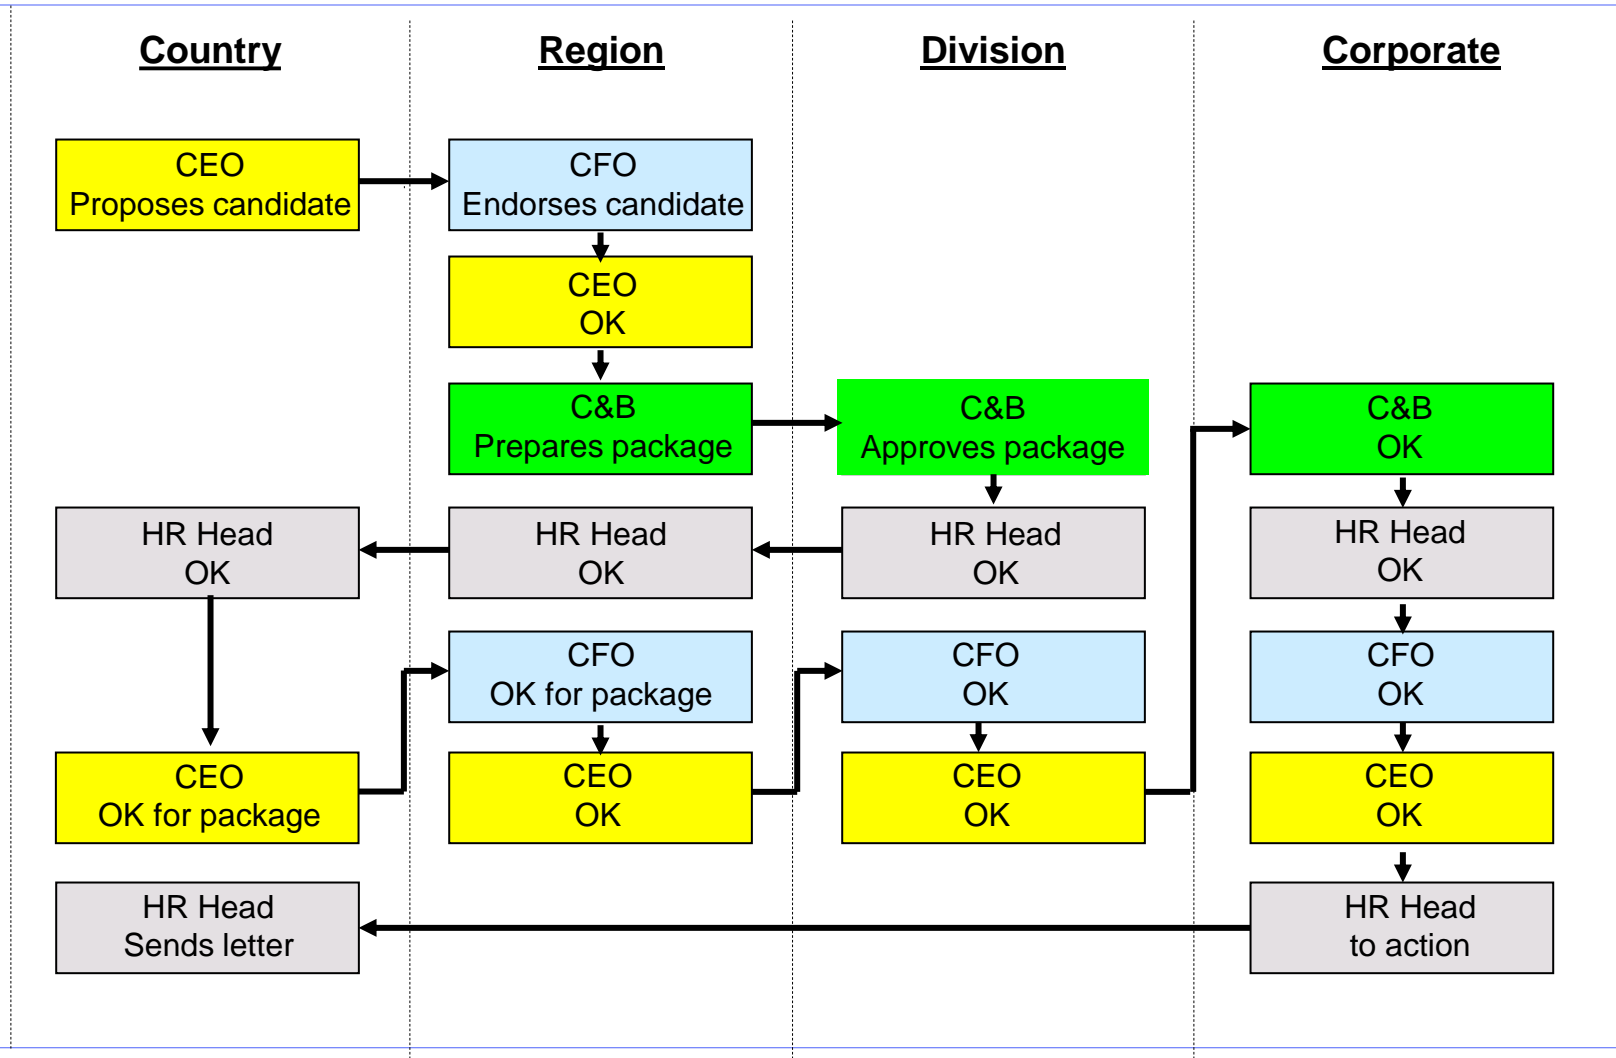 Country
Region
Division
Corporate
CEO
Proposes candidate
CFO
Endorses candidate
CEO
OK
C&B
Prepares package
C&B
Approves package
C&B
OK
HR Head
OK
HR Head
OK
HR Head
OK
HR Head
OK
CFO
OK for package
CFO
OK
CFO
OK
CEO
OK for package
CEO
OK
CEO
OK
CEO
OK
HR Head
Sends letter
HR Head
to action